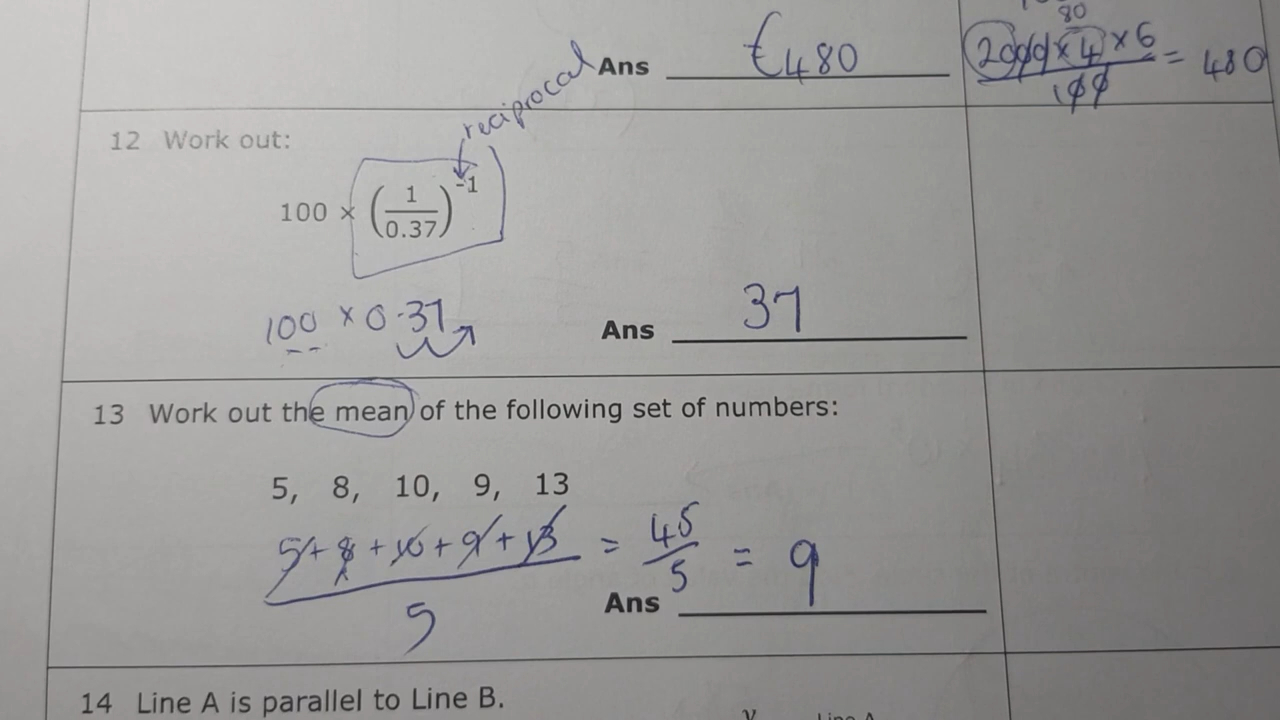 80
Ans €480
2000 × 4 × 6 / 100 = 480
reciprocal
12 Work out:
100 × (1/0.37)^-1
100 × 0.37
Ans 37
13 Work out the mean of the following set of numbers:
5, 8, 10, 9, 13
5 + 8 + 10 + 9 + 13 / 5 = 45/5 = 9
Ans
14 Line A is parallel to Line B.
y
Line A